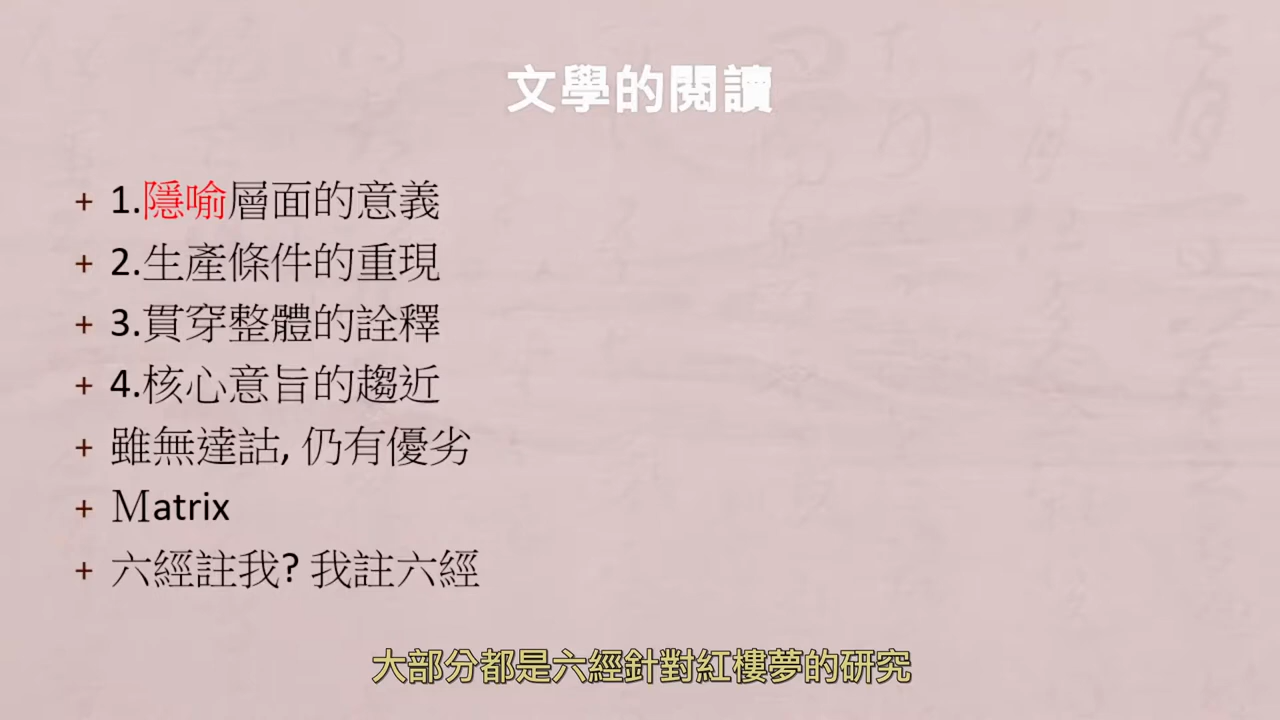 文學的閱讀
+ 1.隱喻層面的意義
+ 2.生產條件的重現
+ 3.貫穿整體的詮釋
+ 4.核心意旨的趨近
+ 雖無達詁, 仍有優劣
+ Matrix
+ 六經註我? 我註六經
大部分都是六經針對紅樓夢的研究